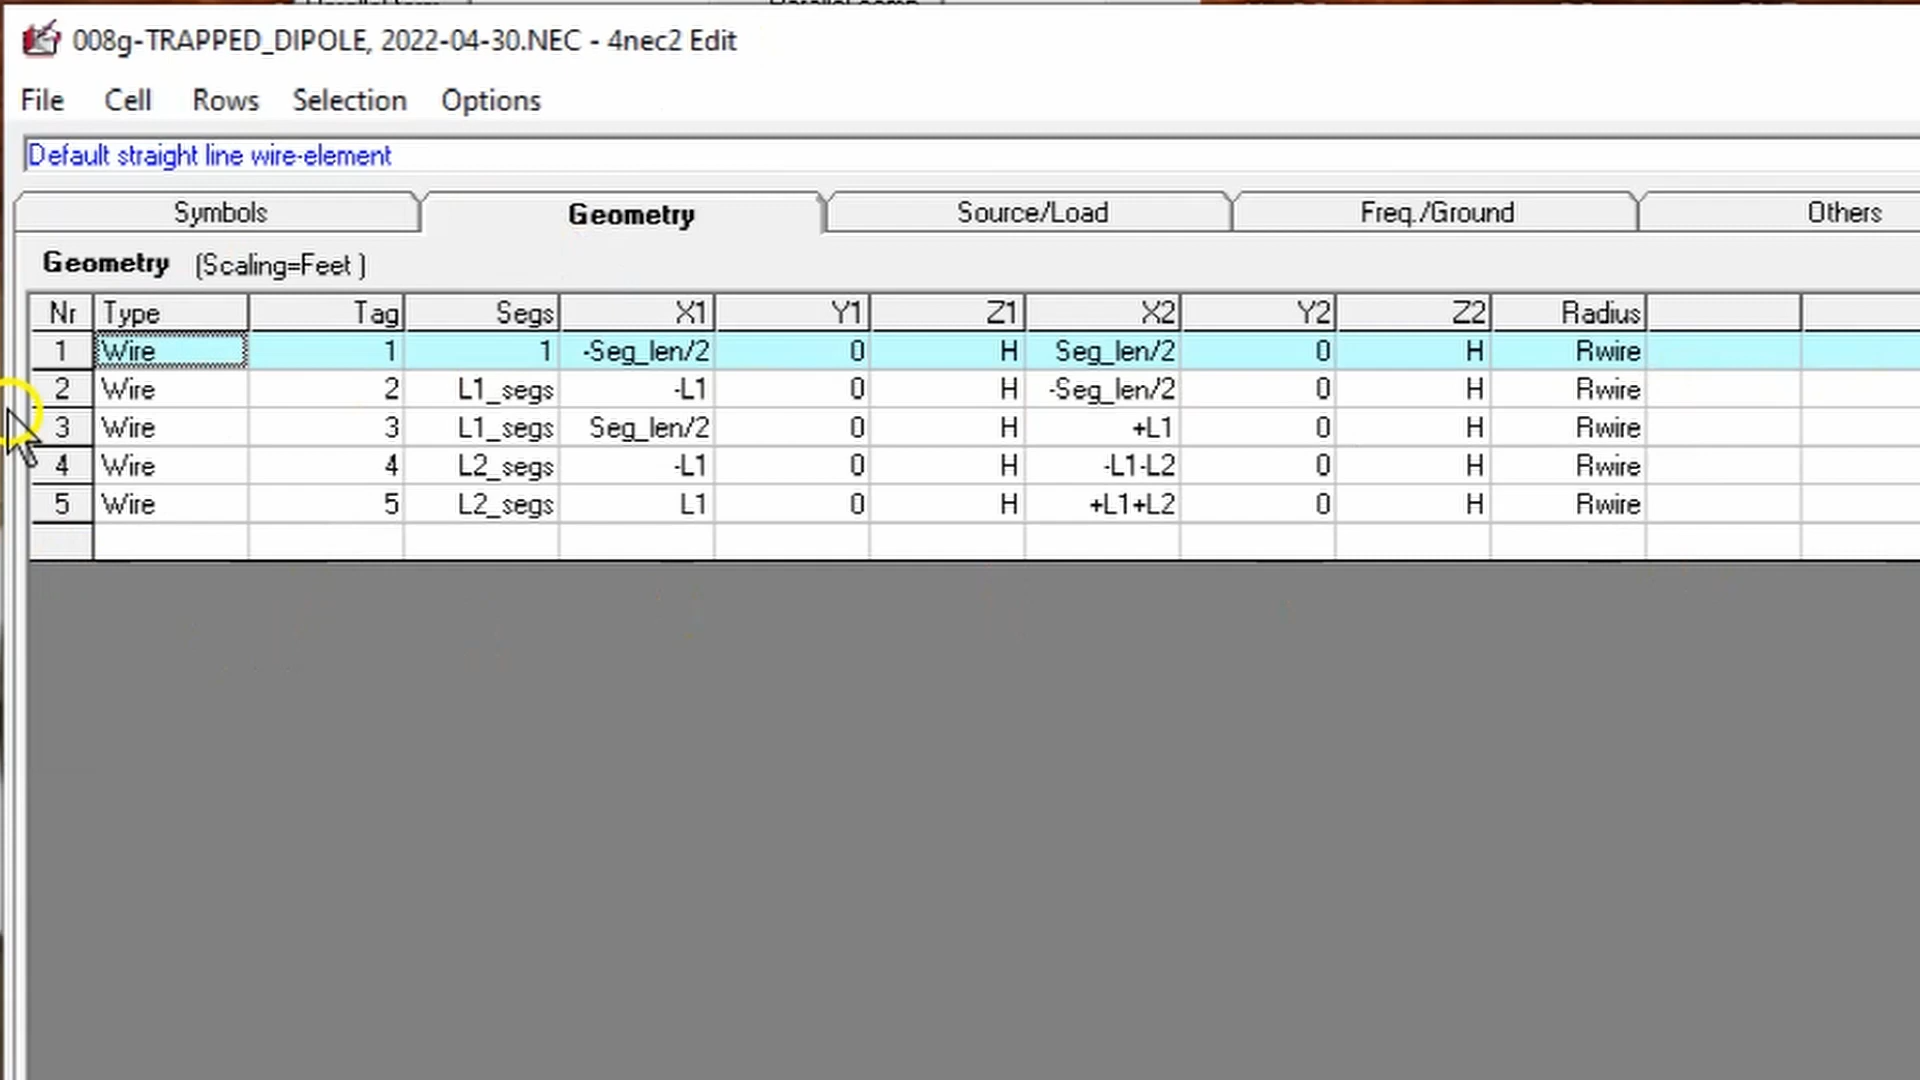 008g-TRAPPED_DIPOLE, 2022-04-30.NEC - 4nec2 Edit
File Cell Rows Selection Options
Default straight line wire-element
Symbols Geometry Source/Load Freq./Ground Others
Geometry (Scaling=Feet )
Nr Type Tag Segs X1 Y1 Z1 X2 Y2 Z2 Radius
1 Wire 1 1 -Seg_len/2 0 H Seg_len/2 0 H Rwire
2 Wire 2 L1_segs -L1 0 H -Seg_len/2 0 H Rwire
3 Wire 3 L1_segs Seg_len/2 0 H +L1 0 H Rwire
4 Wire 4 L2_segs -L1 0 H -L1-L2 0 H Rwire
5 Wire 5 L2_segs L1 0 H +L1+L2 0 H Rwire